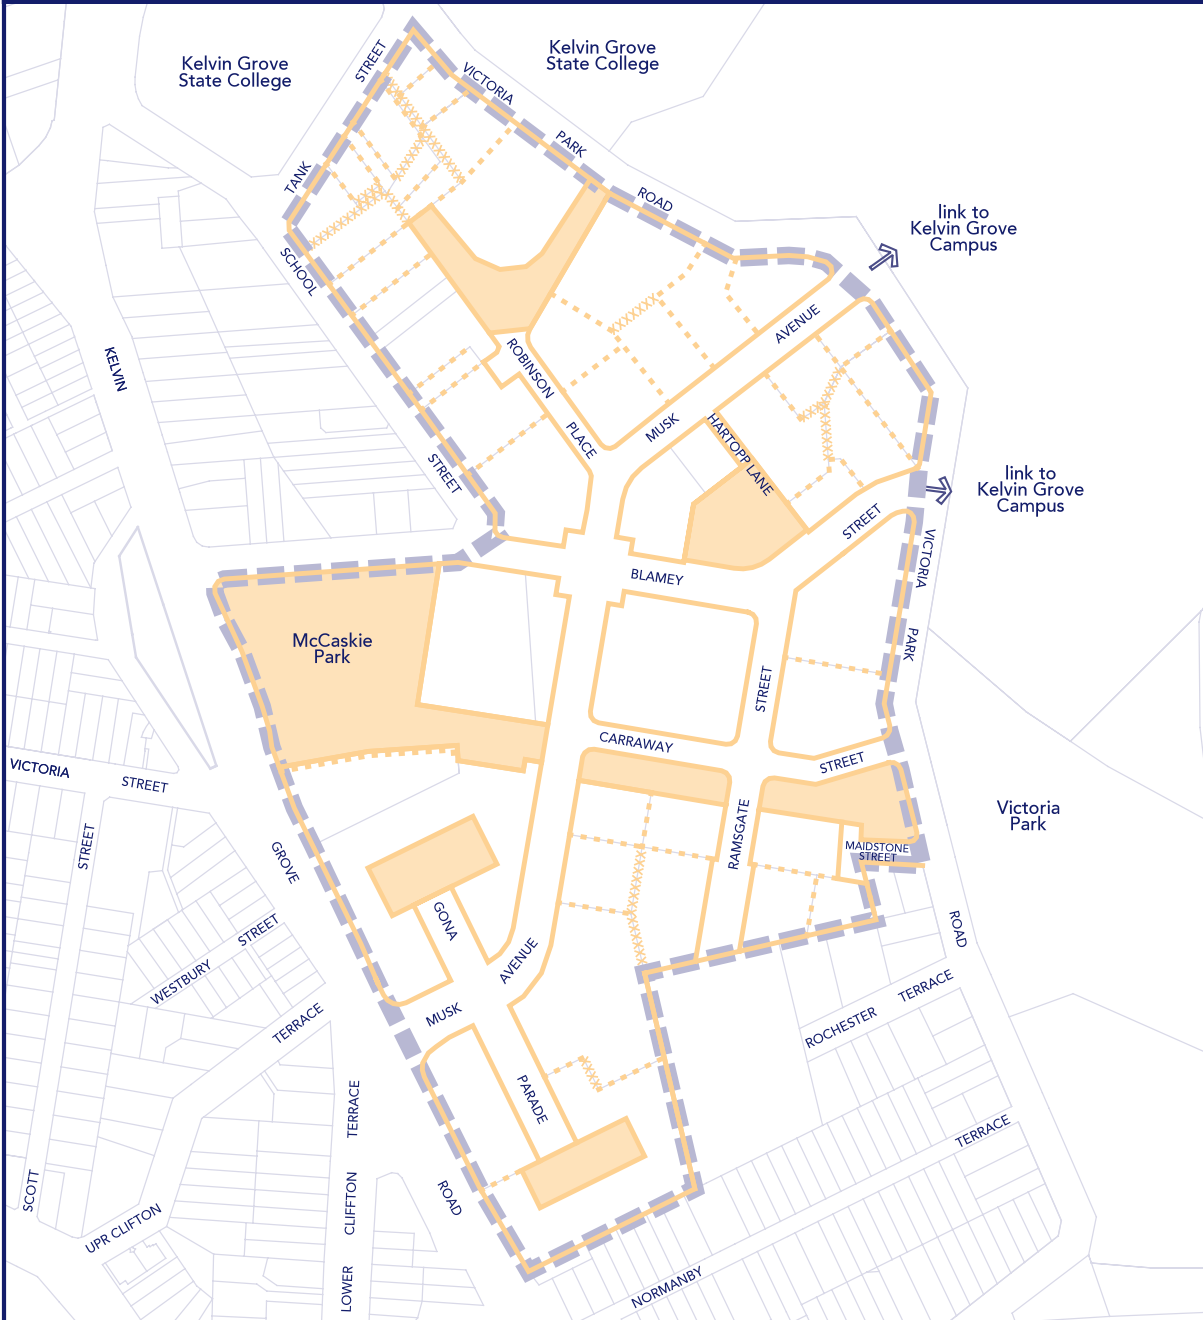 Kelvin Grove
State College
Kelvin Grove
State College
STREET
TANK
VICTORIA
PARK
ROAD
link to
Kelvin Grove
Campus
SCHOOL
STREET
KELVIN
ROBINSON
PLACE
AVENUE
MUSK
HARTOPP LANE
link to
Kelvin Grove
Campus
STREET
VICTORIA
PARK
BLAMEY
McCaskie
Park
STREET
CARRAWAY
STREET
VICTORIA
STREET
STREET
GROVE
RAMSGATE
MAIDSTONE
STREET
Victoria
Park
GONA
AVENUE
MUSK
ROAD
WESTBURY
STREET
TERRACE
ROCHESTER
TERRACE
PARADE
TERRACE
CLIFFTON
LOWER
TERRACE
NORMANBY
ROAD
SCOTT
UPR CLIFTON